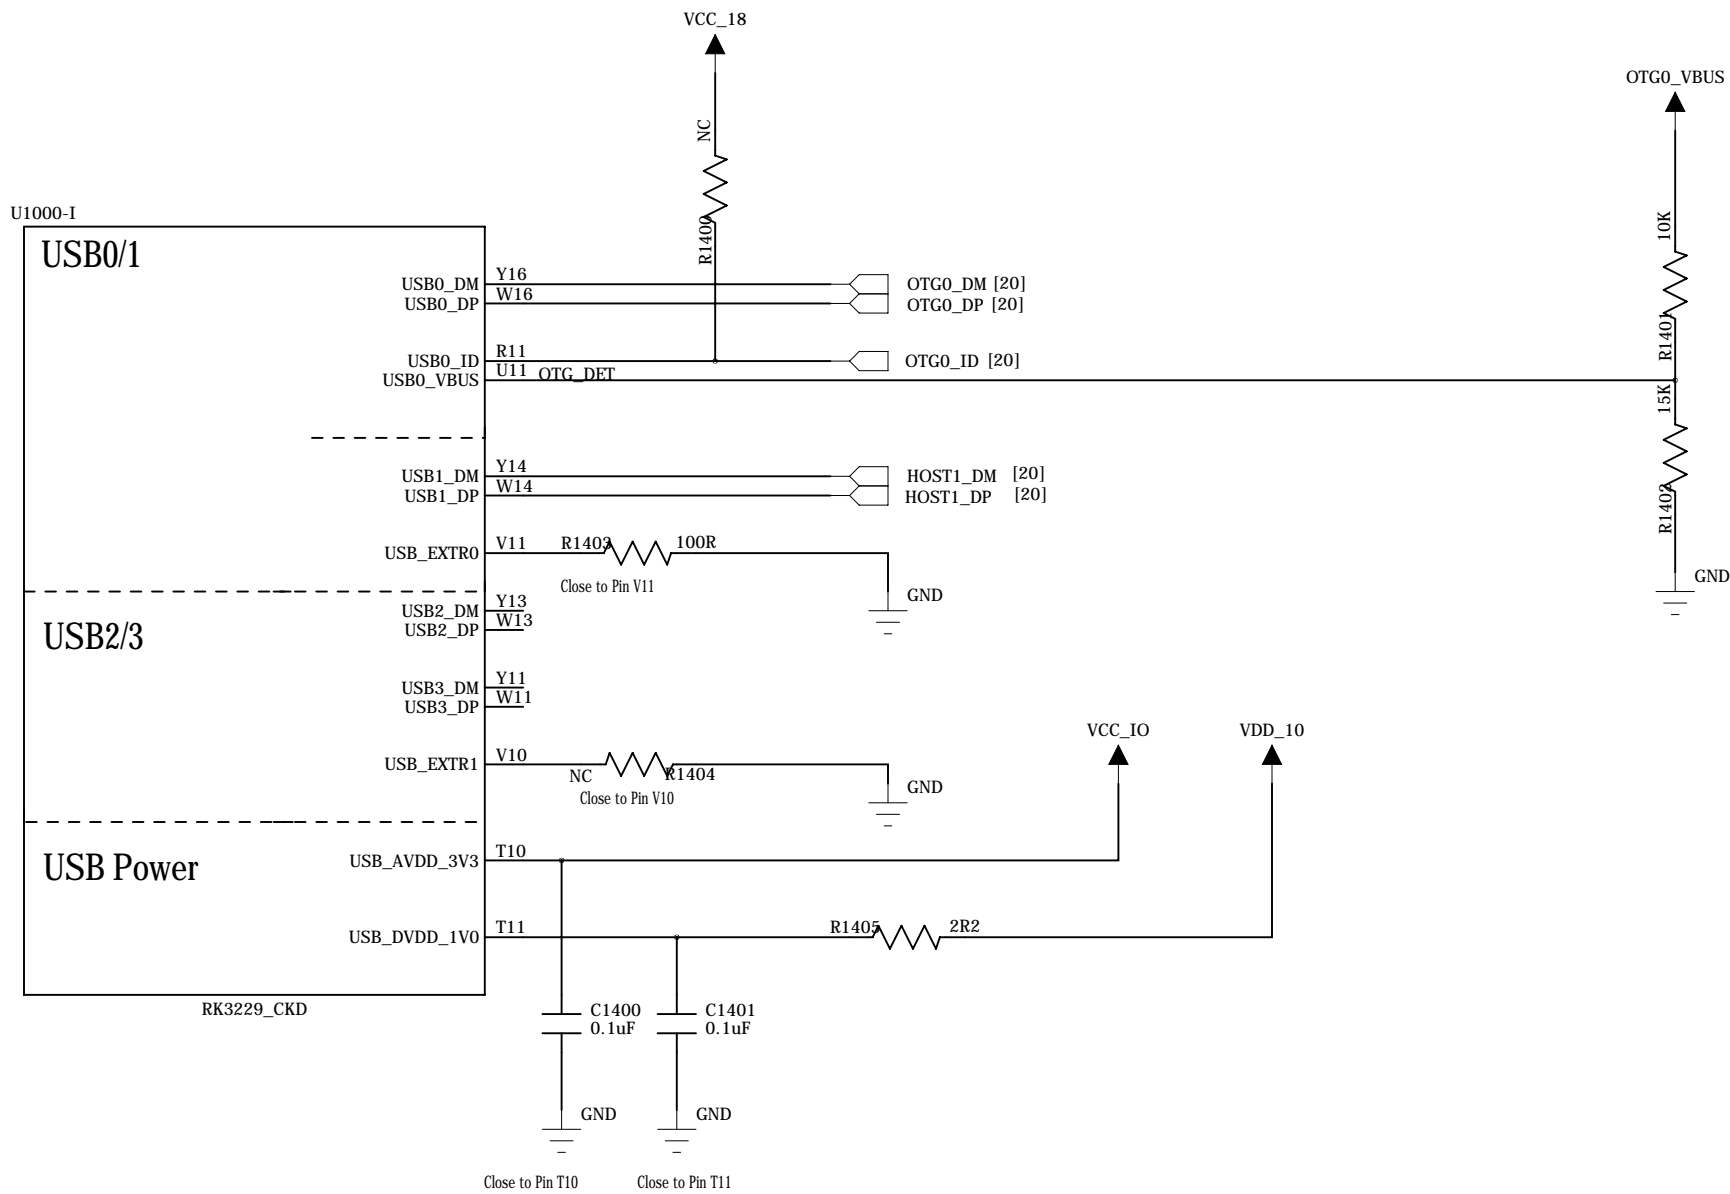 VCC_18
OTG0_VBUS
NC
R1400
10K
R1401
15K
R1402
GND
U1000-I
USB0/1
USB0_DM Y16 OTG0_DM [20]
USB0_DP W16 OTG0_DP [20]
USB0_ID R11 OTG0_ID [20]
USB0_VBUS U11 OTG_DET
USB1_DM Y14 HOST1_DM [20]
USB1_DP W14 HOST1_DP [20]
USB_EXTR0 V11 R1403 100R
Close to Pin V11
GND
USB2/3
USB2_DM Y13
USB2_DP W13
USB3_DM Y11
USB3_DP W11
VCC_IO VDD_10
USB_EXTR1 V10 NC R1404
Close to Pin V10
GND
USB Power
USB_AVDD_3V3 T10
USB_DVDD_1V0 T11 R1405 2R2
RK3229_CKD
C1400
0.1uF
C1401
0.1uF
GND GND
Close to Pin T10 Close to Pin T11